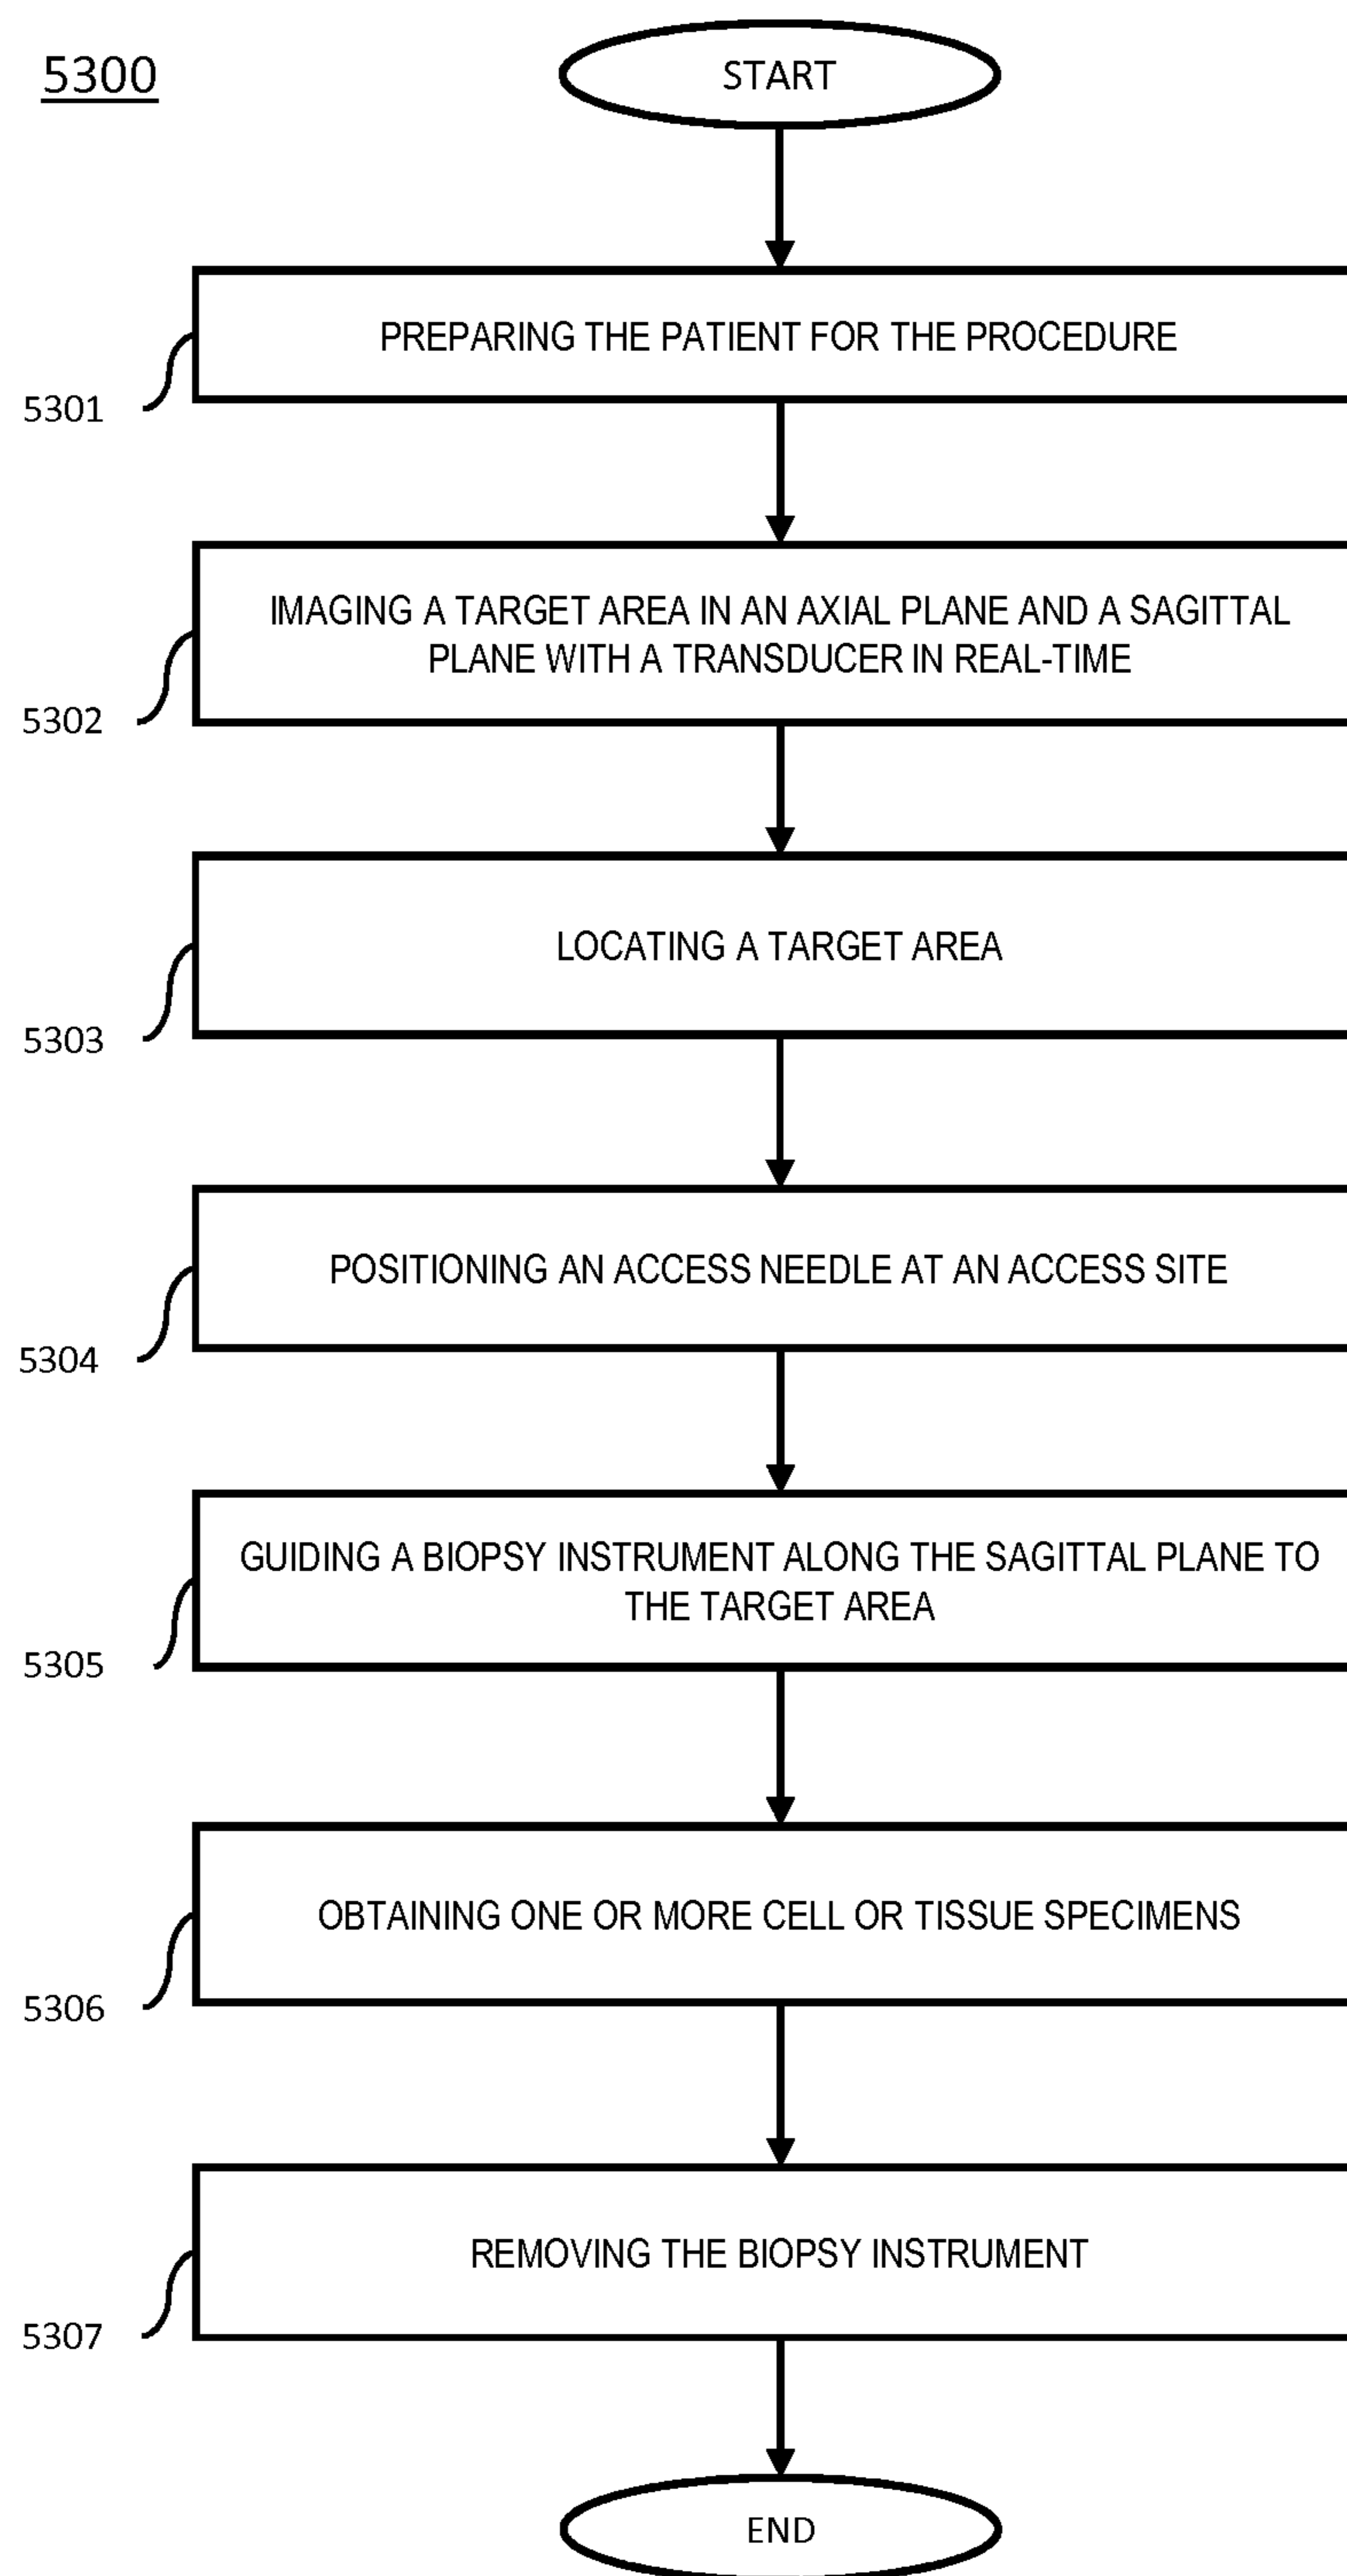 5300
START
PREPARING THE PATIENT FOR THE PROCEDURE
5301
IMAGING A TARGET AREA IN AN AXIAL PLANE AND A SAGITTAL
PLANE WITH A TRANSDUCER IN REAL-TIME
5302
LOCATING A TARGET AREA
5303
POSITIONING AN ACCESS NEEDLE AT AN ACCESS SITE
5304
GUIDING A BIOPSY INSTRUMENT ALONG THE SAGITTAL PLANE TO
THE TARGET AREA
5305
OBTAINING ONE OR MORE CELL OR TISSUE SPECIMENS
5306
REMOVING THE BIOPSY INSTRUMENT
5307
END